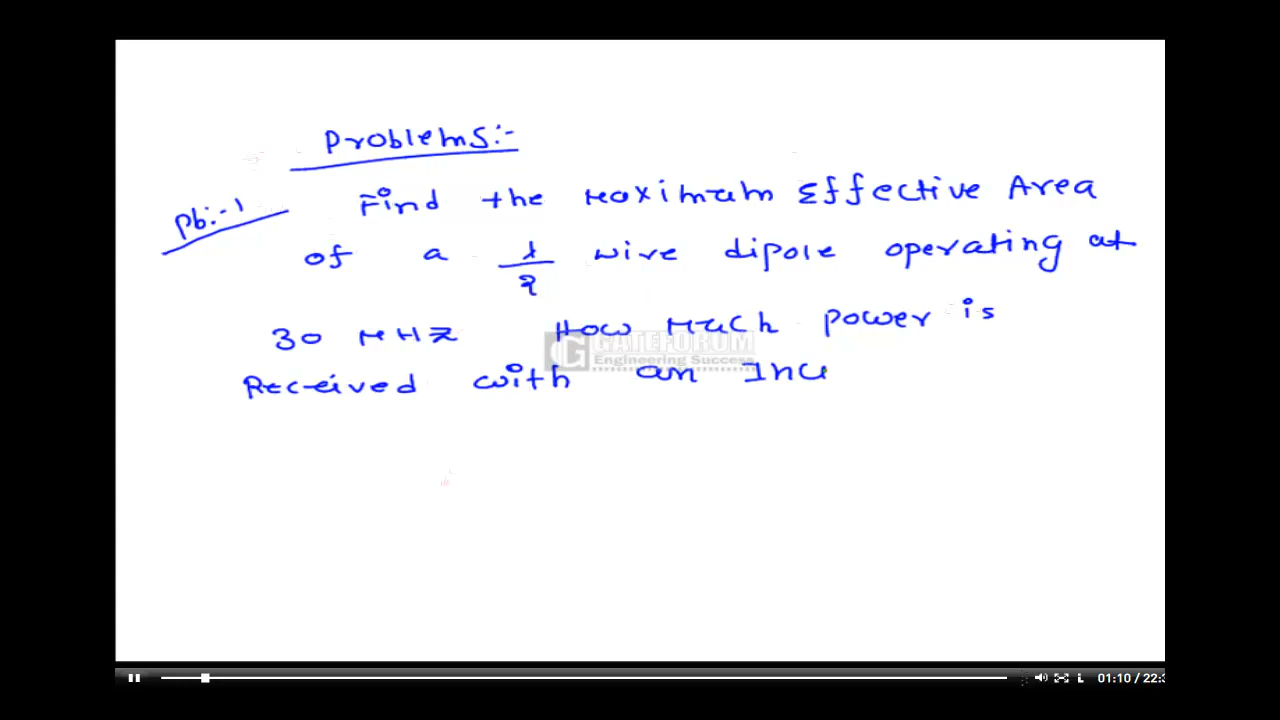 Problems:-
Pb:-1
Find the Maximum Effective Area
of a λ/2 wire dipole operating at
30 MHz How Much power is
GATEFORUM
Engineering Success
Received with an Inc
01:10 / 22:3